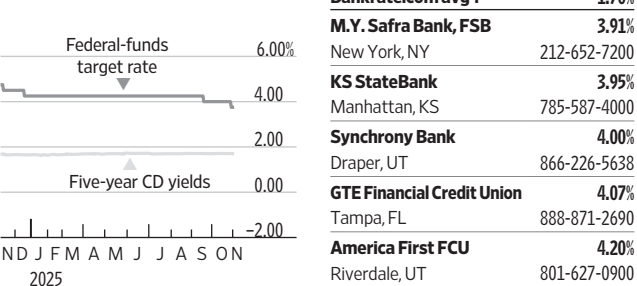 Federal-funds
target rate
6.00%
4.00
2.00
Five-year CD yields
0.00
–2.00
N D J F M A M J J A S O N
2025
M.Y. Safra Bank, FSB 3.91%
New York, NY 212-652-7200
KS StateBank 3.95%
Manhattan, KS 785-587-4000
Synchrony Bank 4.00%
Draper, UT 866-226-5638
GTE Financial Credit Union 4.07%
Tampa, FL 888-871-2690
America First FCU 4.20%
Riverdale, UT 801-627-0900